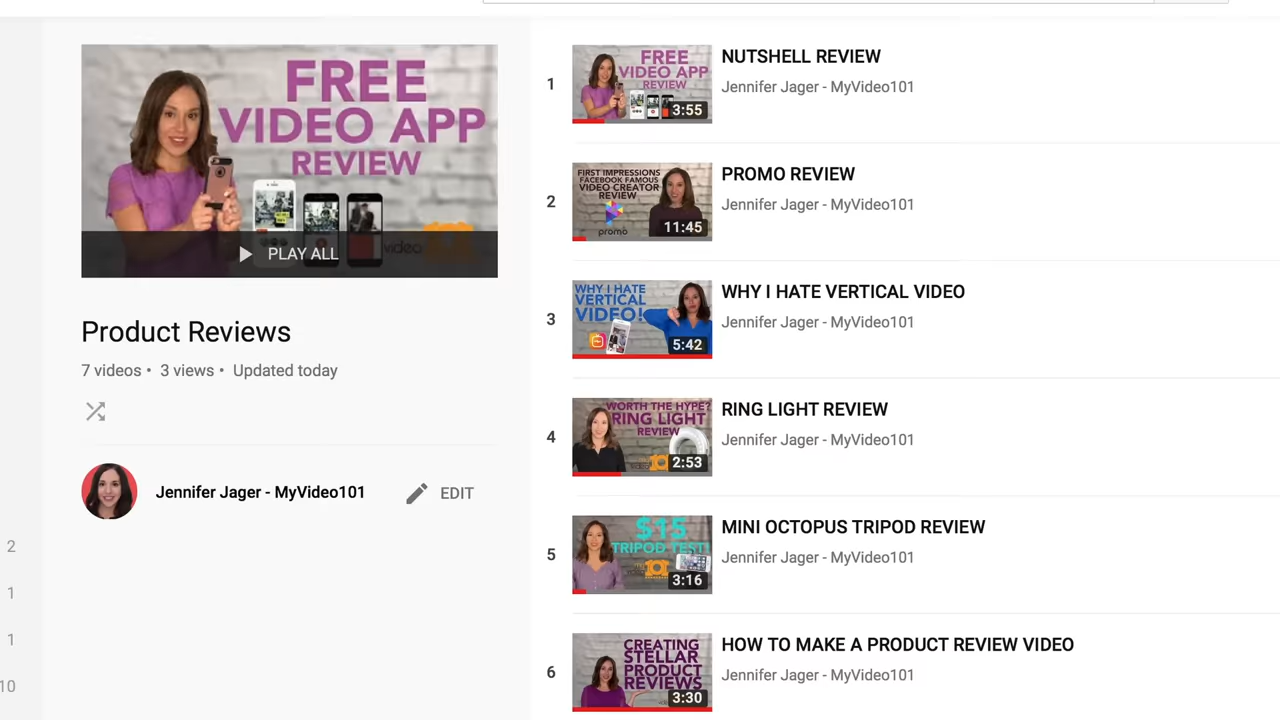 FREE
VIDEO APP
REVIEW
video
PLAY ALL
Product Reviews
7 videos • 3 views • Updated today
Jennifer Jager - MyVideo101
EDIT
2
1
1
10
1
FREE
VIDEO APP
REVIEW
3:55
NUTSHELL REVIEW
Jennifer Jager - MyVideo101
2
FIRST IMPRESSIONS
FACEBOOK FAMOUS
VIDEO CREATOR
REVIEW
promo
11:45
PROMO REVIEW
Jennifer Jager - MyVideo101
3
WHY I HATE
VERTICAL
VIDEO!
5:42
WHY I HATE VERTICAL VIDEO
Jennifer Jager - MyVideo101
4
WORTH THE HYPE?
RING LIGHT
REVIEW
2:53
RING LIGHT REVIEW
Jennifer Jager - MyVideo101
5
$15
TRIPOD TEST!
3:16
MINI OCTOPUS TRIPOD REVIEW
Jennifer Jager - MyVideo101
6
CREATING
STELLAR
PRODUCT
REVIEWS
3:30
HOW TO MAKE A PRODUCT REVIEW VIDEO
Jennifer Jager - MyVideo101